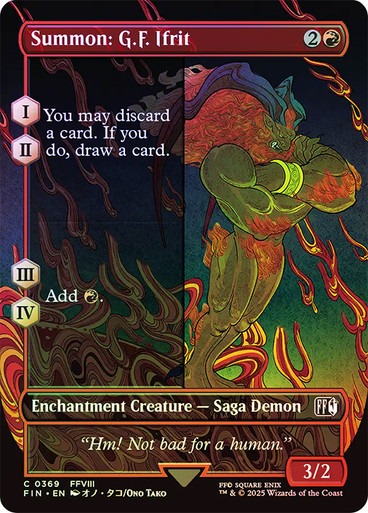 Summon: G.F. Ifrit 2
I
II
You may discard
a card. If you
do, draw a card.
III
IV
Add .
Enchantment Creature — Saga Demon FF
"Hm! Not bad for a human."
3/2
C 0369 FFVIII
FIN • EN オノ・タコ/ONO TAKO
FF© SQUARE ENIX
™ & © 2025 Wizards of the Coast